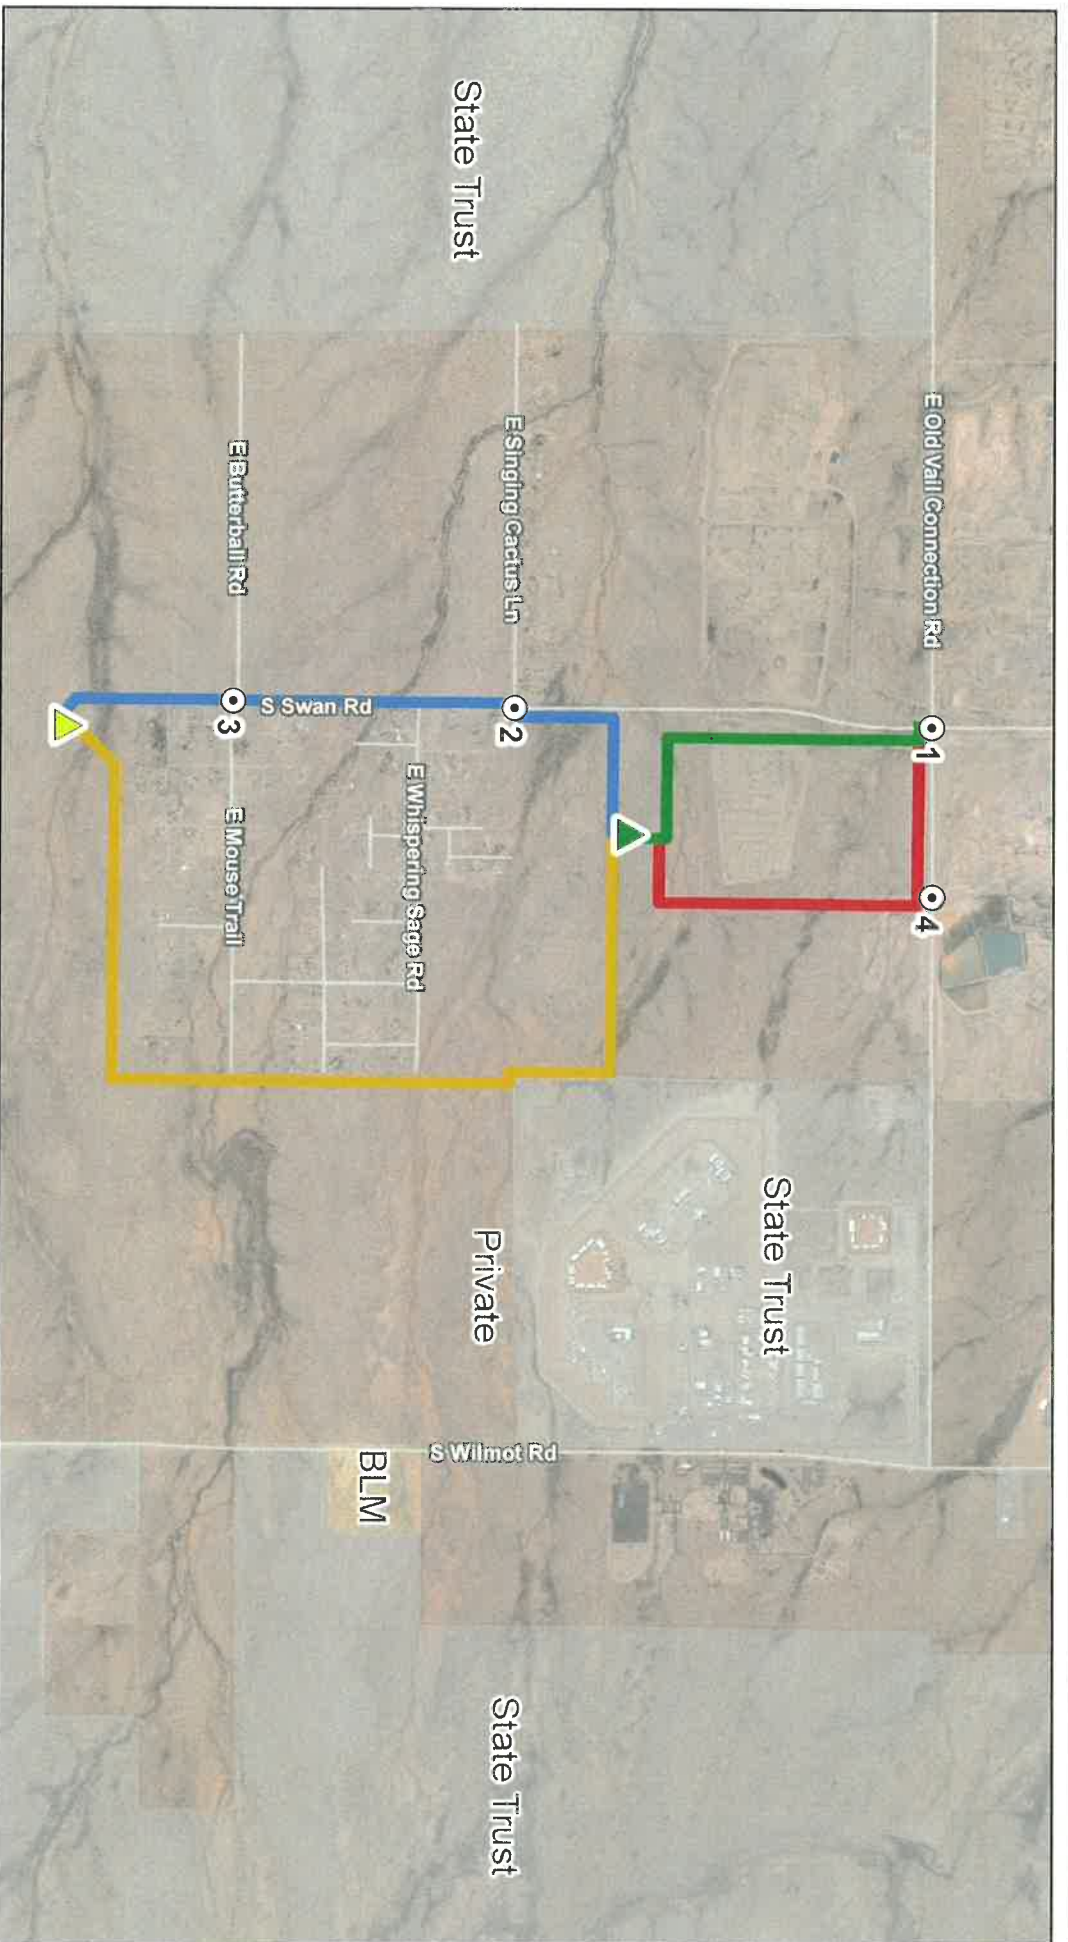 E Old Vail Connection Rd
1
4
State Trust
State Trust
E Singing Cactus Ln
2
Private
S Wilmot Rd
State Trust
E Whispering Sage Rd
BLM
S Swan Rd
E Butterball Rd
3
E Mouse Trail